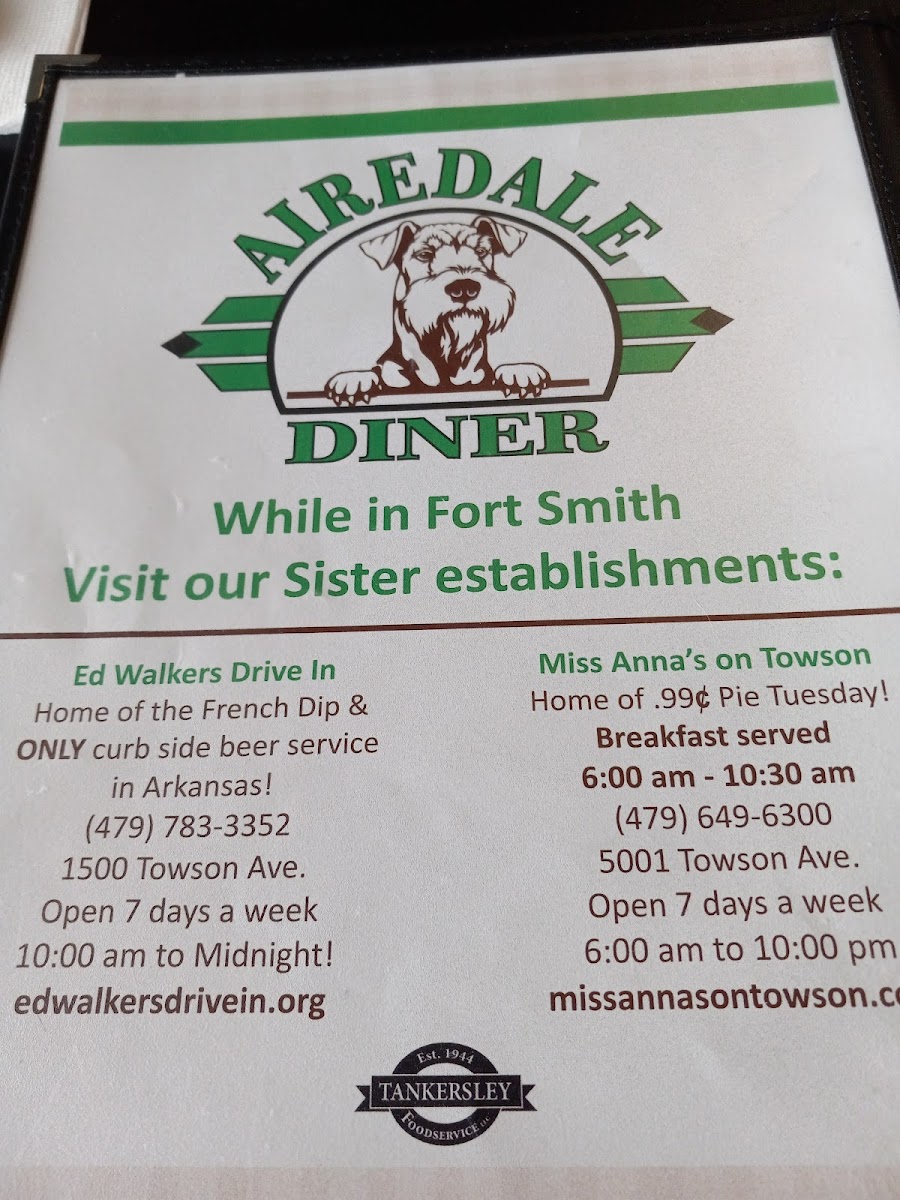 AIREDALE
DINER
While in Fort Smith
Visit our Sister establishments:
Ed Walkers Drive In
Home of the French Dip &
ONLY curb side beer service
in Arkansas!
(479) 783-3352
1500 Towson Ave.
Open 7 days a week
10:00 am to Midnight!
edwalkersdrivein.org
Miss Anna's on Towson
Home of .99¢ Pie Tuesday!
Breakfast served
6:00 am - 10:30 am
(479) 649-6300
5001 Towson Ave.
Open 7 days a week
6:00 am to 10:00 pm
missannasontowson.co
Est. 1944
TANKERSLEY
FOODSERVICE LLC